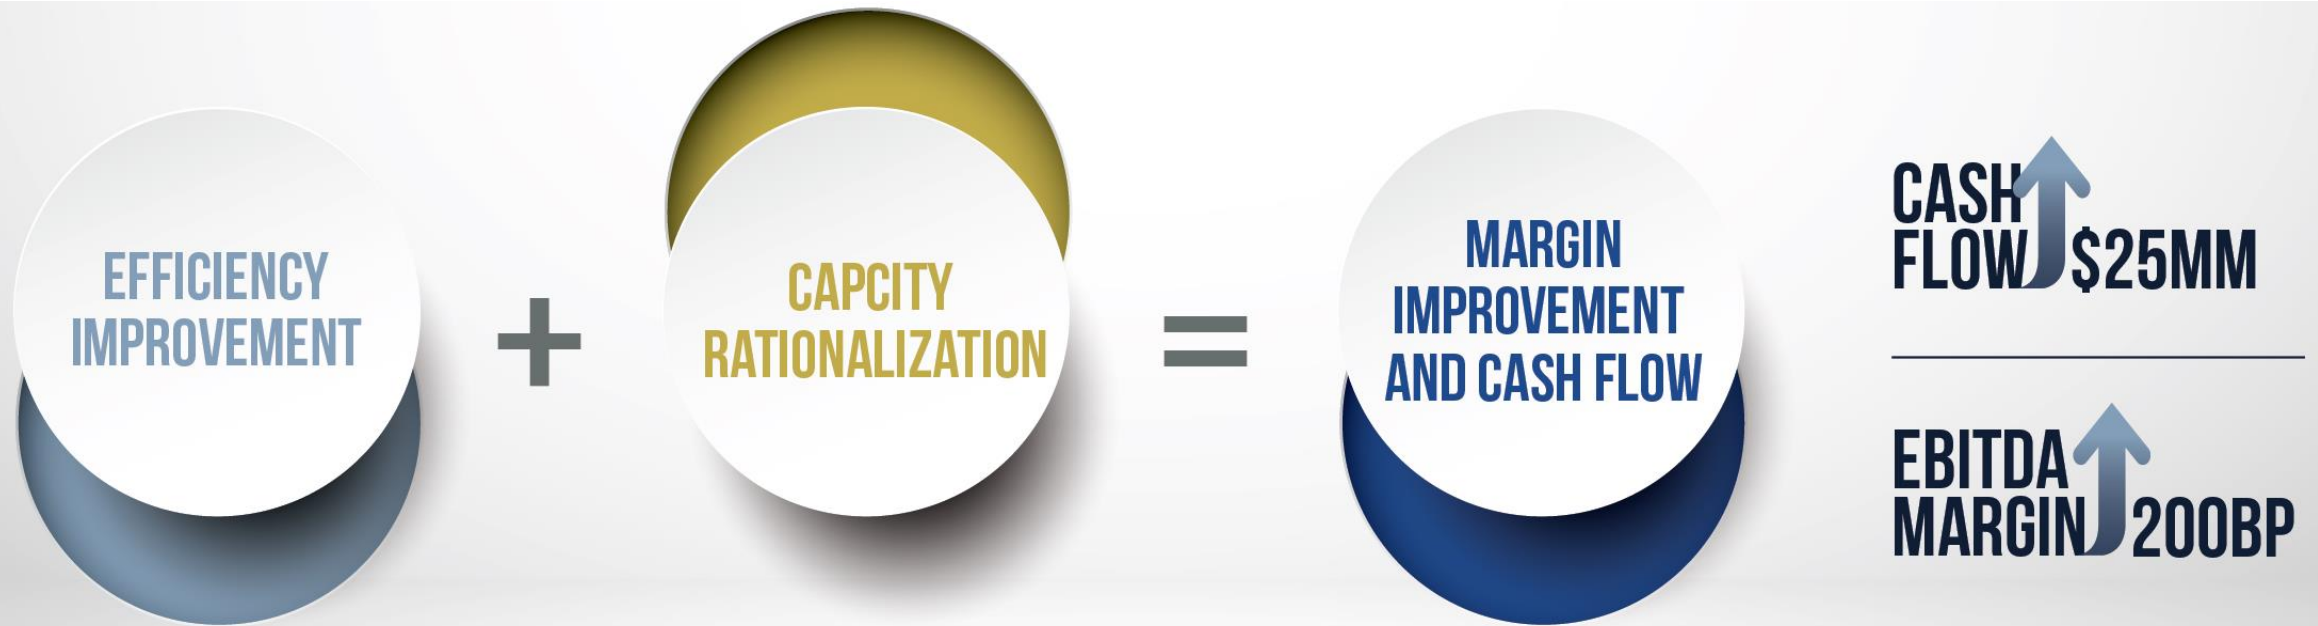 EFFICIENCY
IMPROVEMENT
+
CAPCITY
RATIONALIZATION
=
MARGIN
IMPROVEMENT
AND CASH FLOW
CASH
FLOW $25MM
EBITDA
MARGIN 200BP